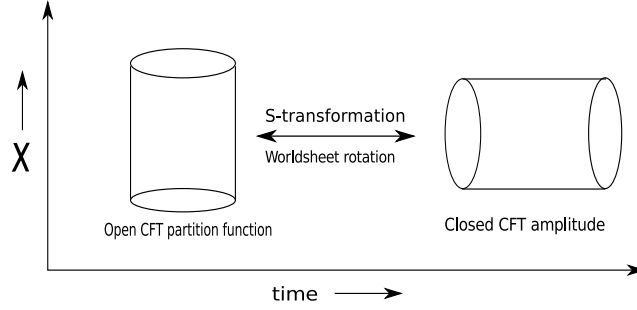 S-transformation
Worldsheet rotation
X
Open CFT partition function
Closed CFT amplitude
time